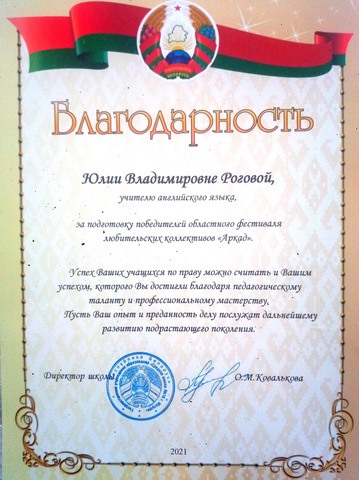 Благодарность
Юлии Владимировне Роговой,
учителю английского языка,
за подготовку победителей областного фестиваля
любительских коллективов «Аркад».
Успех Ваших учащихся по праву можно считать и Вашим
успехом, которого Вы достигли благодаря педагогическому
таланту и профессиональному мастерству,
Пусть Ваш опыт и преданность делу послужат дальнейшему
развитию подрастающего поколения.
Директор школы О.М.Ковалькова
2021